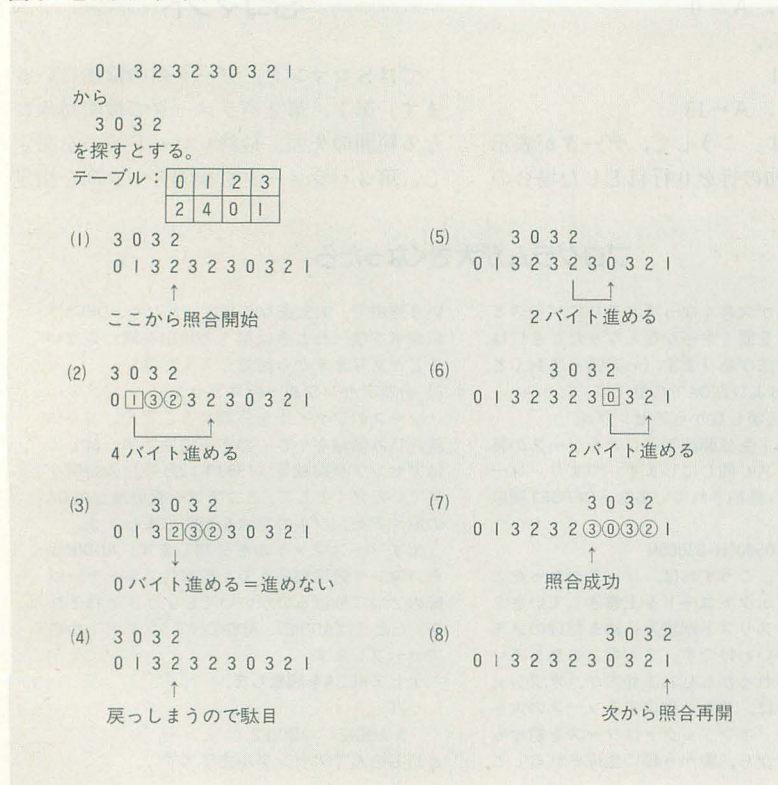 0 1 3 2 3 2 3 0 3 2 1
から
3 0 3 2
を探すとする。
テーブル：
0 1 2 3
2 4 0 1
(1) 3 0 3 2
0 1 3 2 3 2 3 0 3 2 1
↑
ここから照合開始
(2) 3 0 3 2
0 1 ③② 3 2 3 0 3 2 1
4 バイト進める
(3) 3 0 3 2
0 1 3 2 ③② 3 0 3 2 1
↓
0 バイト進める＝進めない
(4) 3 0 3 2
0 1 3 2 3 2 3 0 3 2 1
↑
戻っしまうので駄目
(5) 3 0 3 2
0 1 3 2 3 2 3 0 3 2 1
2 バイト進める
(6) 3 0 3 2
0 1 3 2 3 2 3 0 3 2 1
2 バイト進める
(7) 3 0 3 2
0 1 3 2 3 2 ③⓪③② 1
↑
照合成功
(8) 3 0 3 2
0 1 3 2 3 2 3 0 3 2 1
↑
次から照合再開